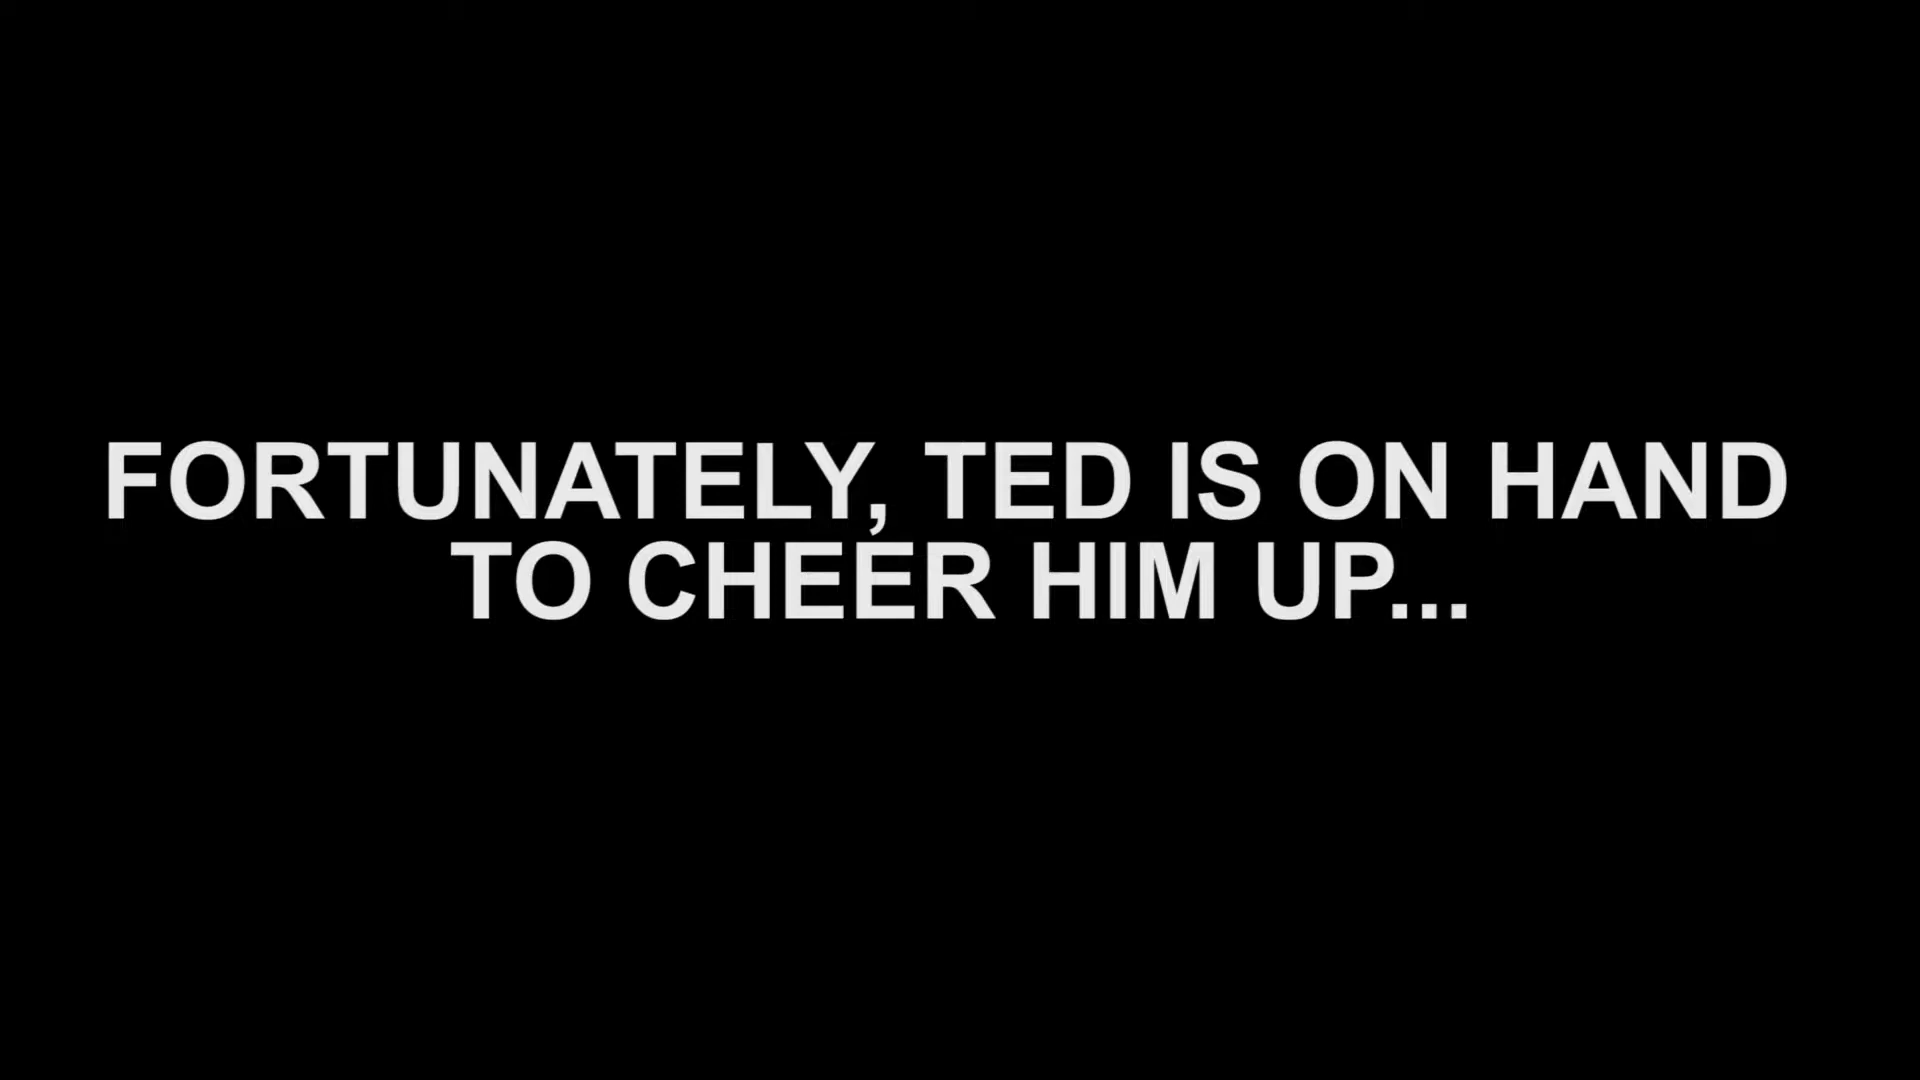 FORTUNATELY, TED IS ON HAND
TO CHEER HIM UP...